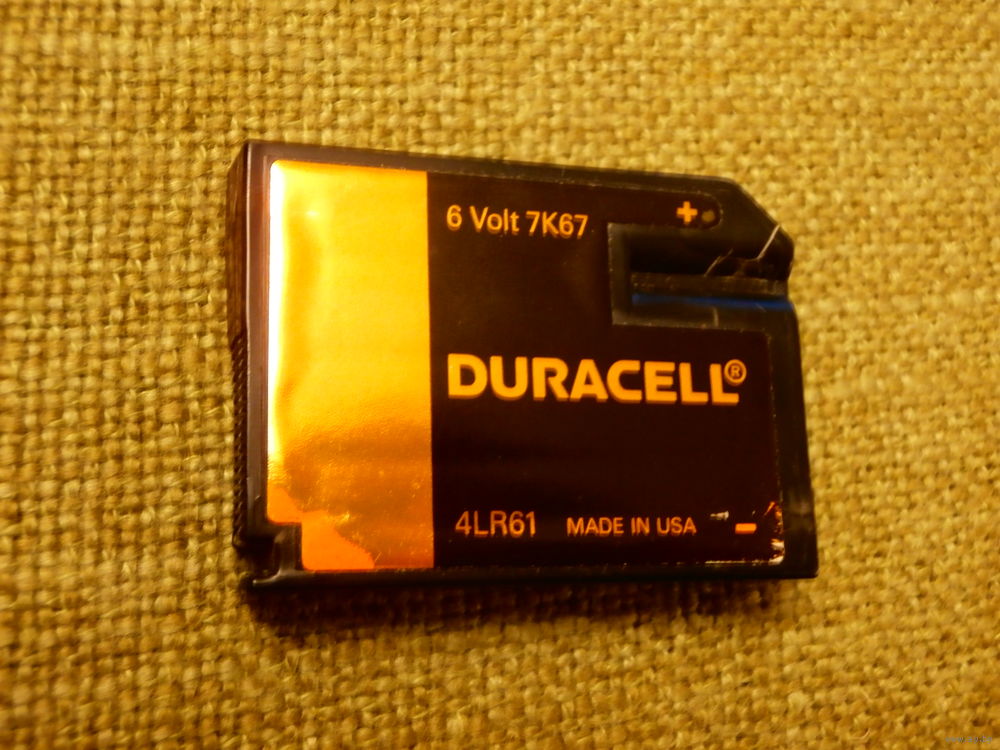 6 Volt 7K67
+
DURACELL®
4LR61 MADE IN USA -